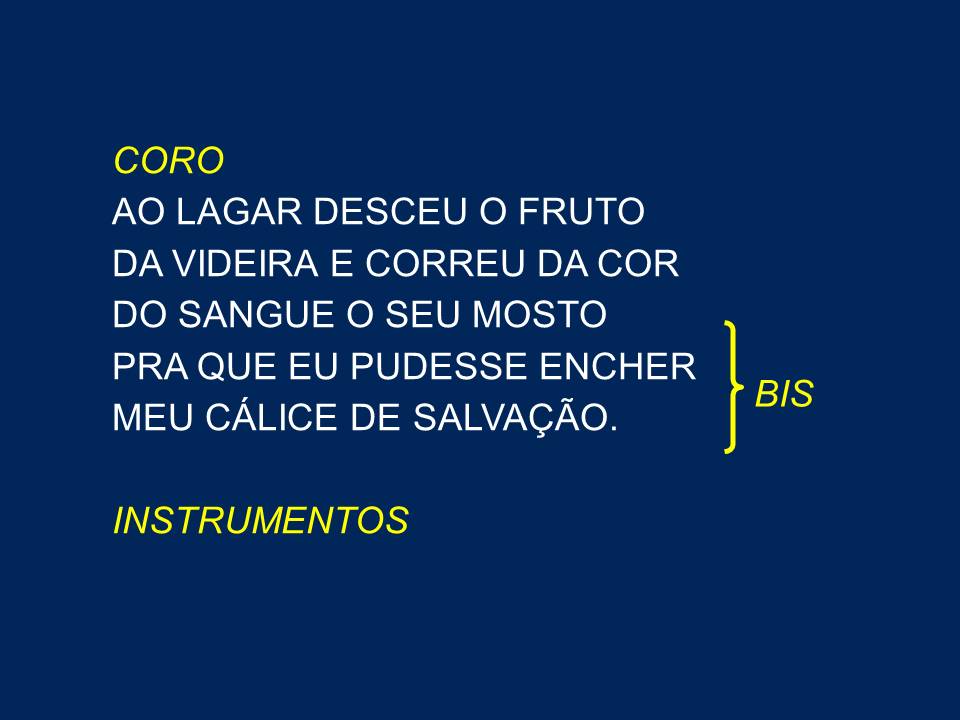 CORO
AO LAGAR DESCEU O FRUTO
DA VIDEIRA E CORREU DA COR
DO SANGUE O SEU MOSTO
PRA QUE EU PUDESSE ENCHER
MEU CÁLICE DE SALVAÇÃO.
BIS
INSTRUMENTOS